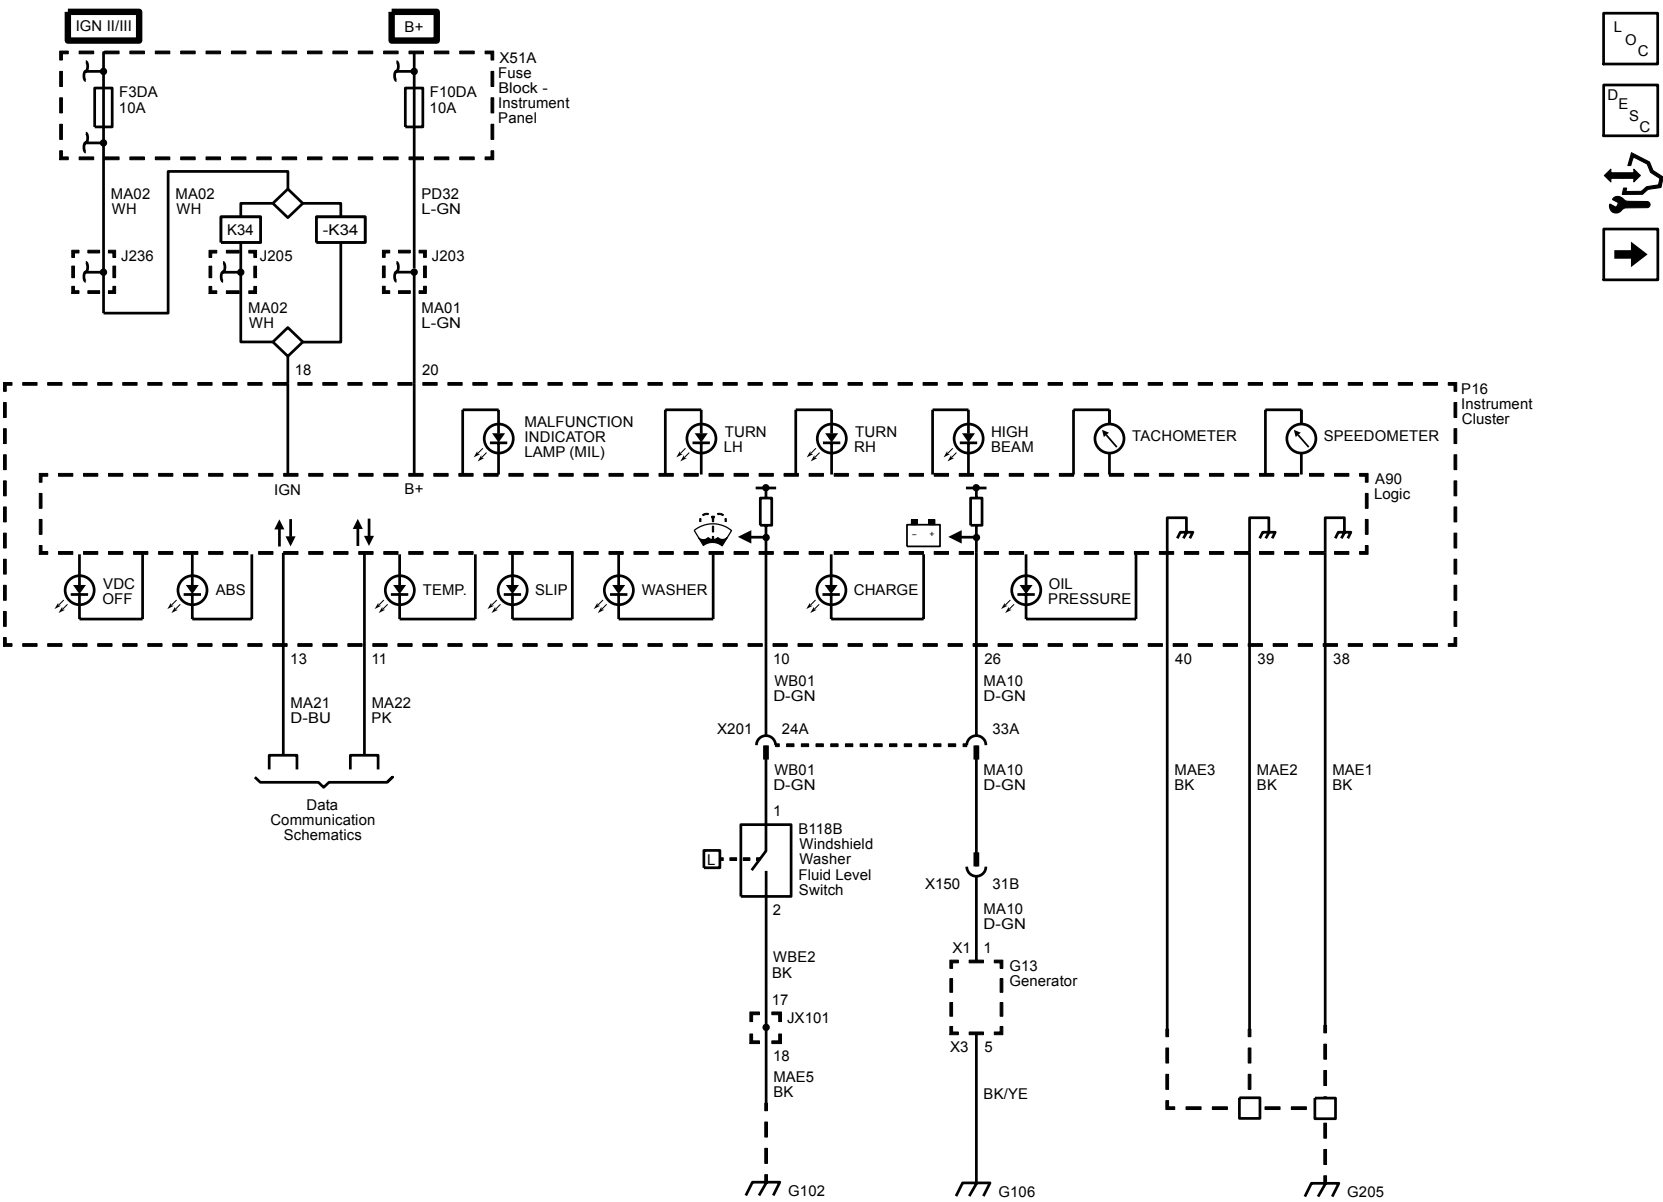 IGN II/III
B+
X51A
Fuse
Block -
Instrument
Panel
F3DA
10A
F10DA
10A
L
O
C
D
E
S
C
MA02
WH
MA02
WH
PD32
L-GN
K34
-K34
J236
J205
J203
MA02
WH
MA01
L-GN
18
20
P16
Instrument
Cluster
MALFUNCTION
INDICATOR
LAMP (MIL)
TURN
LH
TURN
RH
HIGH
BEAM
TACHOMETER
SPEEDOMETER
IGN
B+
A90
Logic
- +
VDC
OFF
ABS
TEMP.
SLIP
WASHER
CHARGE
OIL
PRESSURE
13
11
10
26
40
39
38
MA21
D-BU
MA22
PK
WB01
D-GN
MA10
D-GN
X201
24A
33A
WB01
D-GN
MA10
D-GN
MAE3
BK
MAE2
BK
MAE1
BK
Data
Communication
Schematics
1
L
B118B
Windshield
Washer
Fluid Level
Switch
2
X150
31B
MA10
D-GN
X1
1
G13
Generator
WBE2
BK
17
JX101
18
X3
5
MAE5
BK
BK/YE
G102
G106
G205